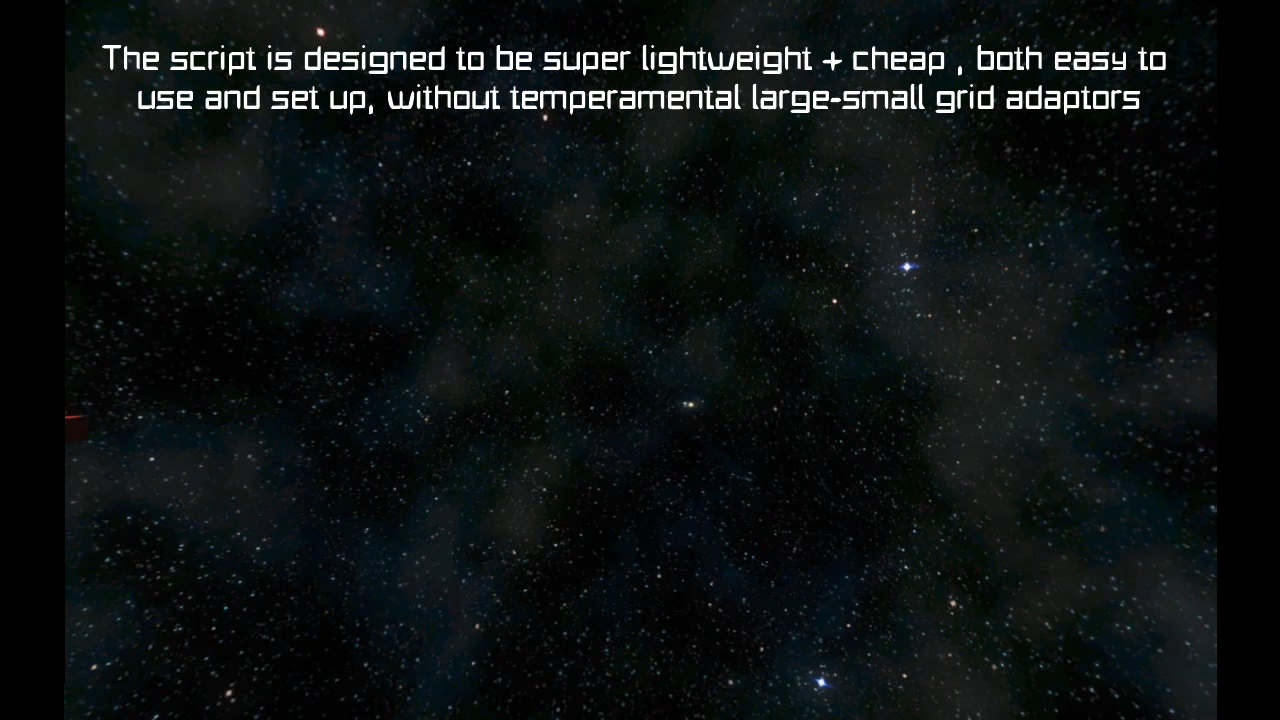 The script is designed to be super lightweight + cheap , both easy to
use and set up, without temperamental large-small grid adaptors